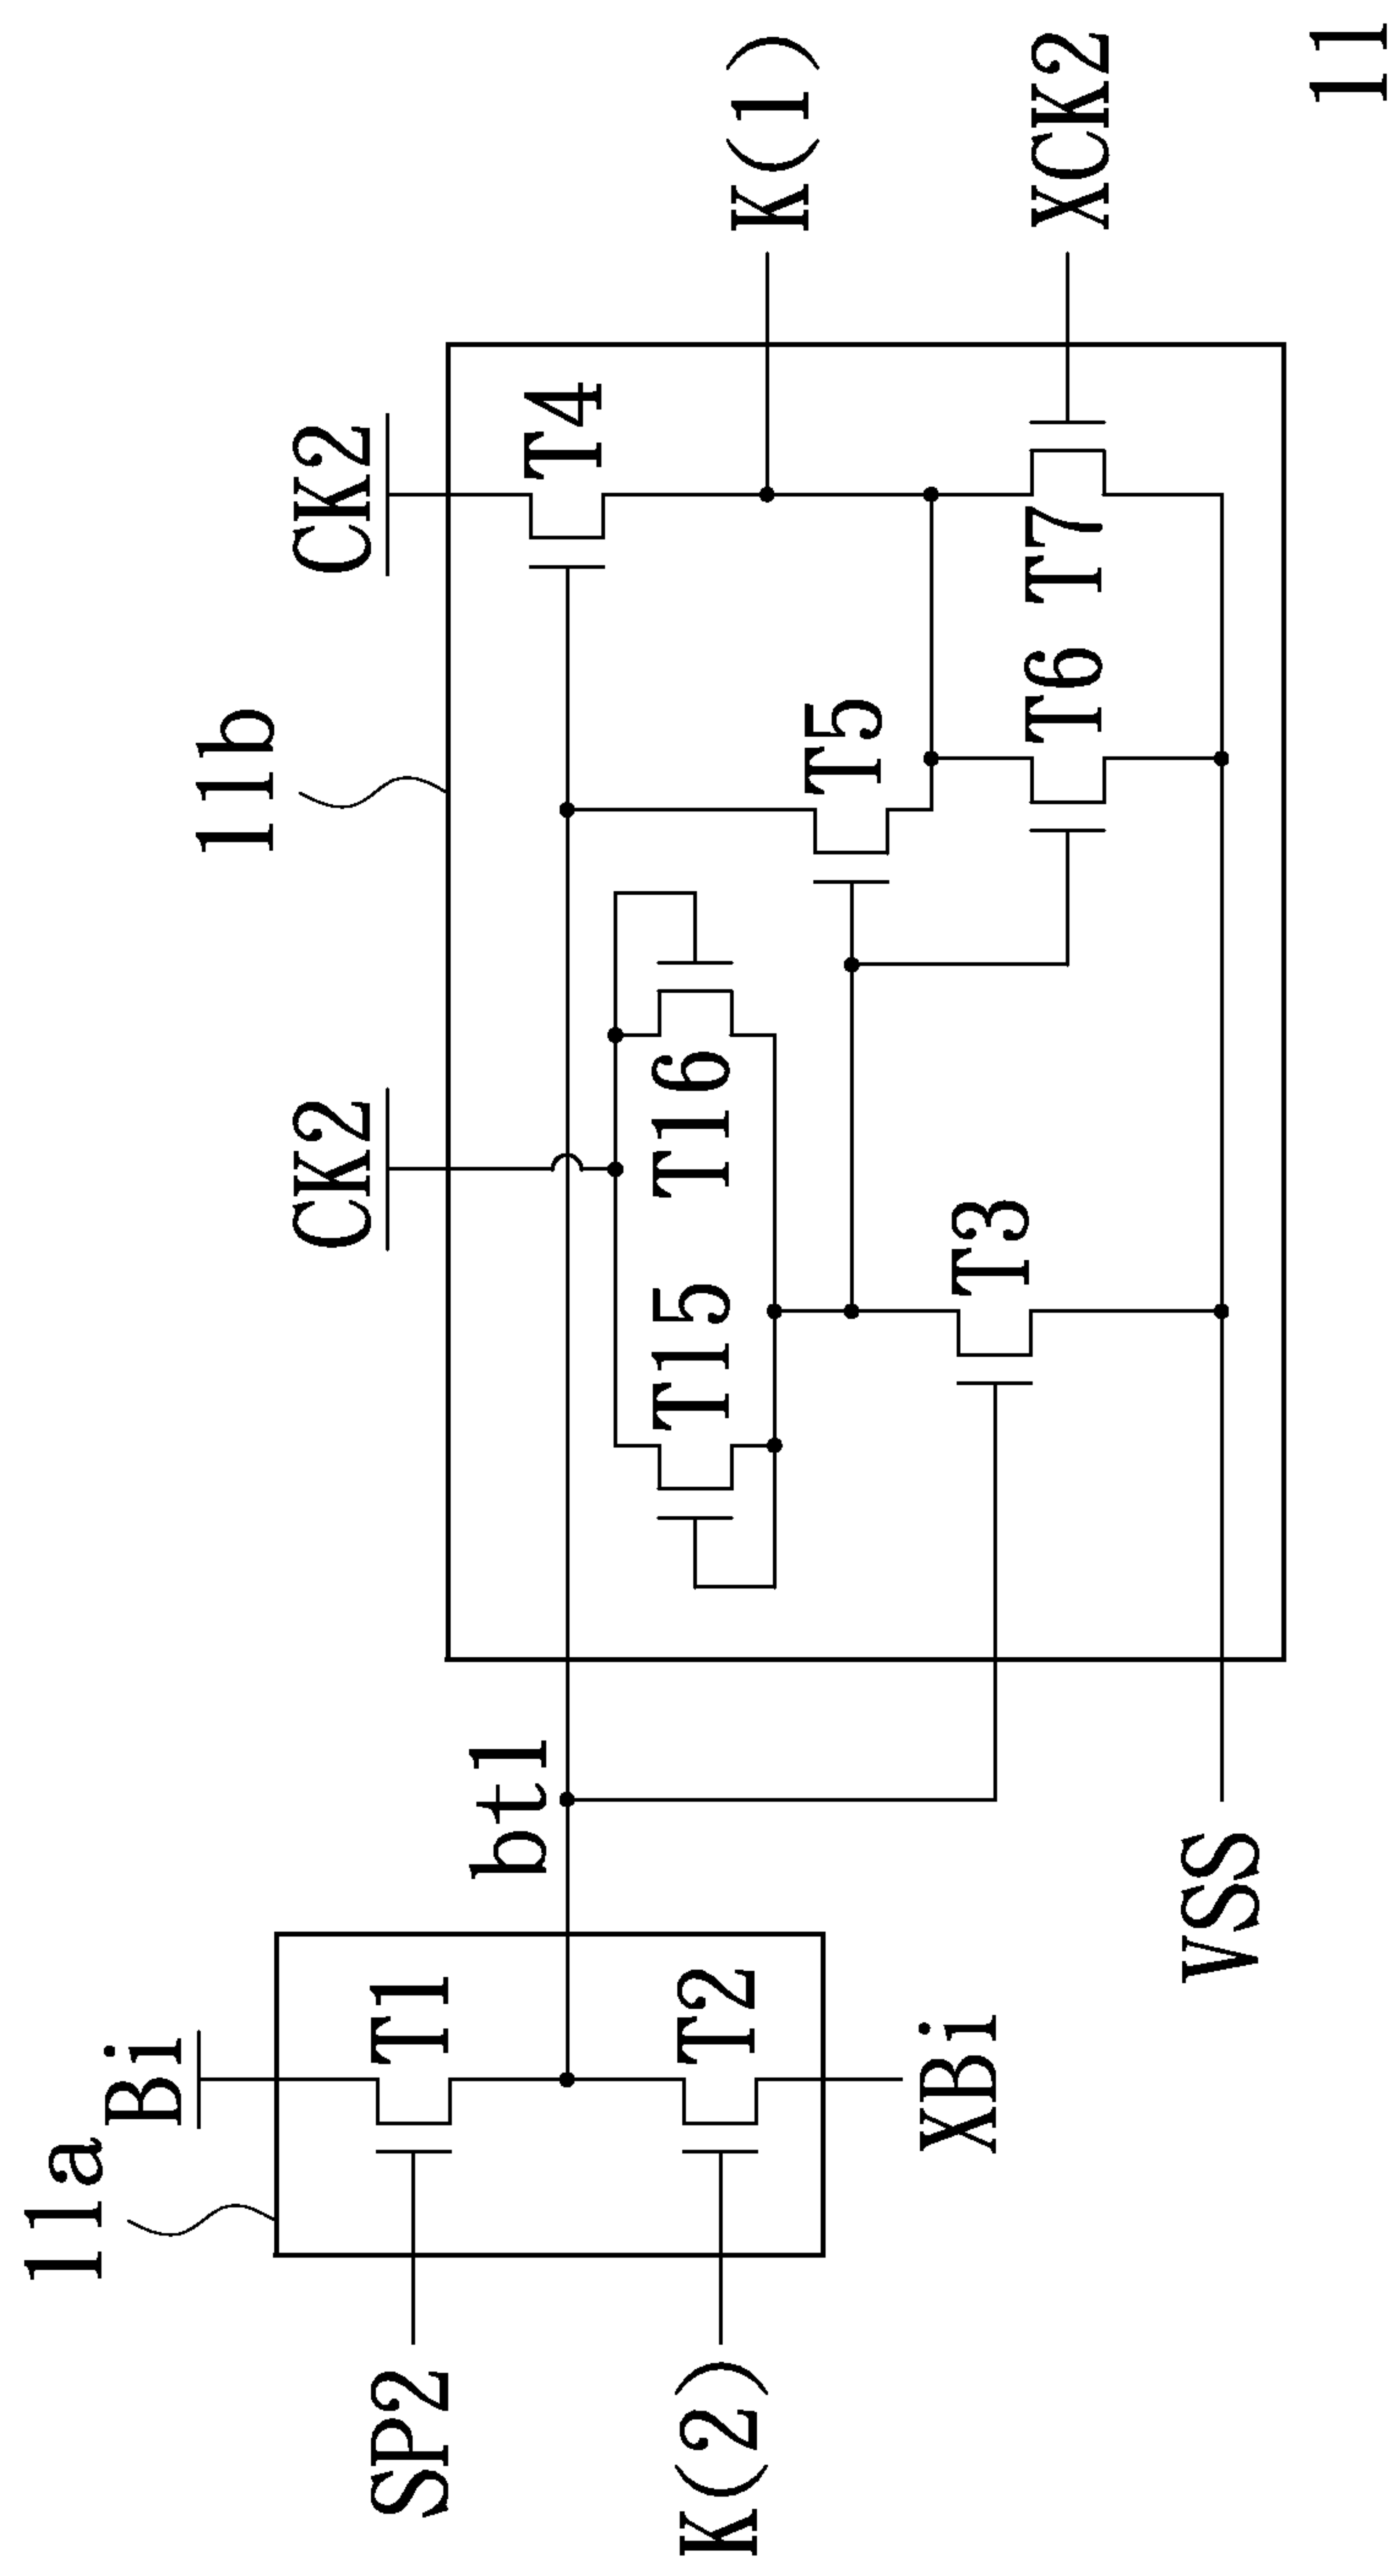 11a
Bi
T1
SP2
T2
K(2)
XBi
bt1
VSS
11b
CK2
CK2
T4
T15
T16
T5
T3
T6
T7
K(1)
XCK2
11